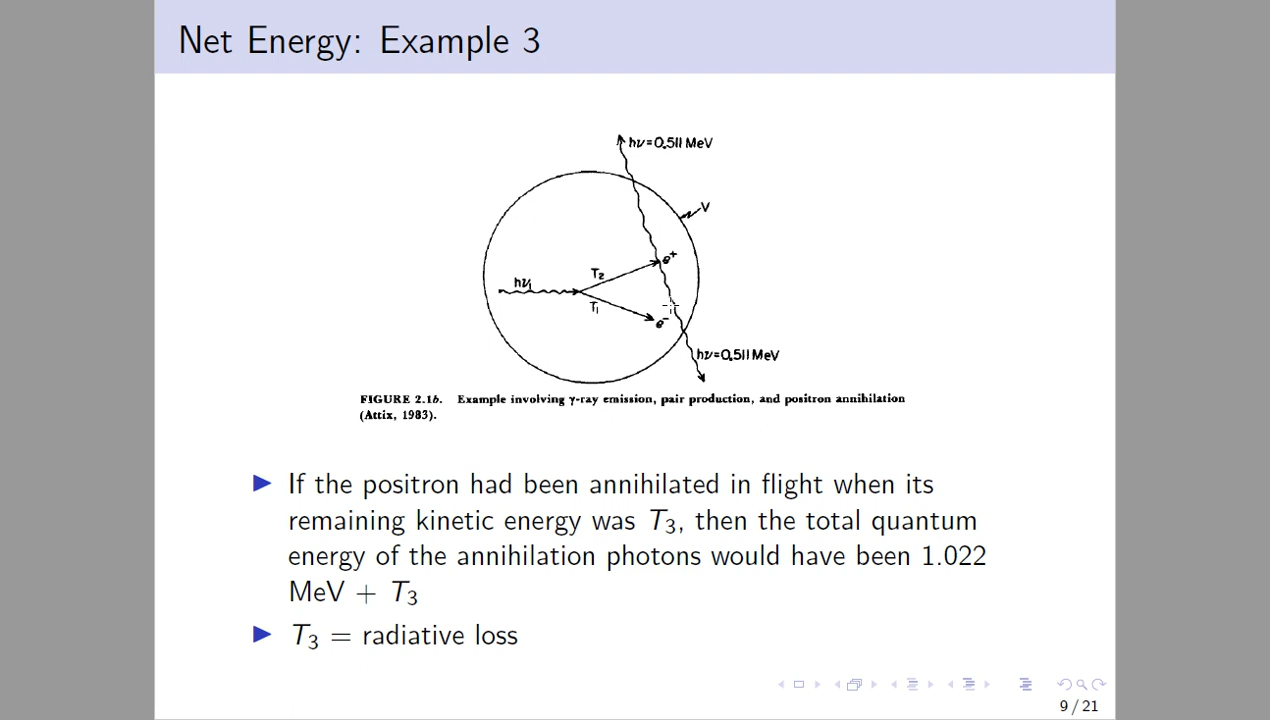 Net Energy: Example 3
hν=0.511 MeV
V
e⁺
T₂
hν₁
T₁
e⁻
hν=0.511 MeV
FIGURE 2.1b. Example involving γ-ray emission, pair production, and positron annihilation
(Attix, 1983).
▶ If the positron had been annihilated in flight when its
remaining kinetic energy was T₃, then the total quantum
energy of the annihilation photons would have been 1.022
MeV + T₃
▶ T₃ = radiative loss
9 / 21